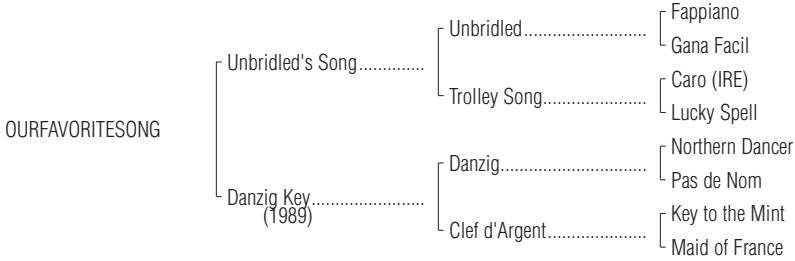 Fappiano
Unbridled........................
Gana Facil
Unbridled's Song.............
Caro (IRE)
Trolley Song.....................
Lucky Spell
OURFAVORITESONG
Northern Dancer
Danzig.............................
Pas de Nom
Danzig Key......................
(1989)
Key to the Mint
Clef d'Argent....................
Maid of France